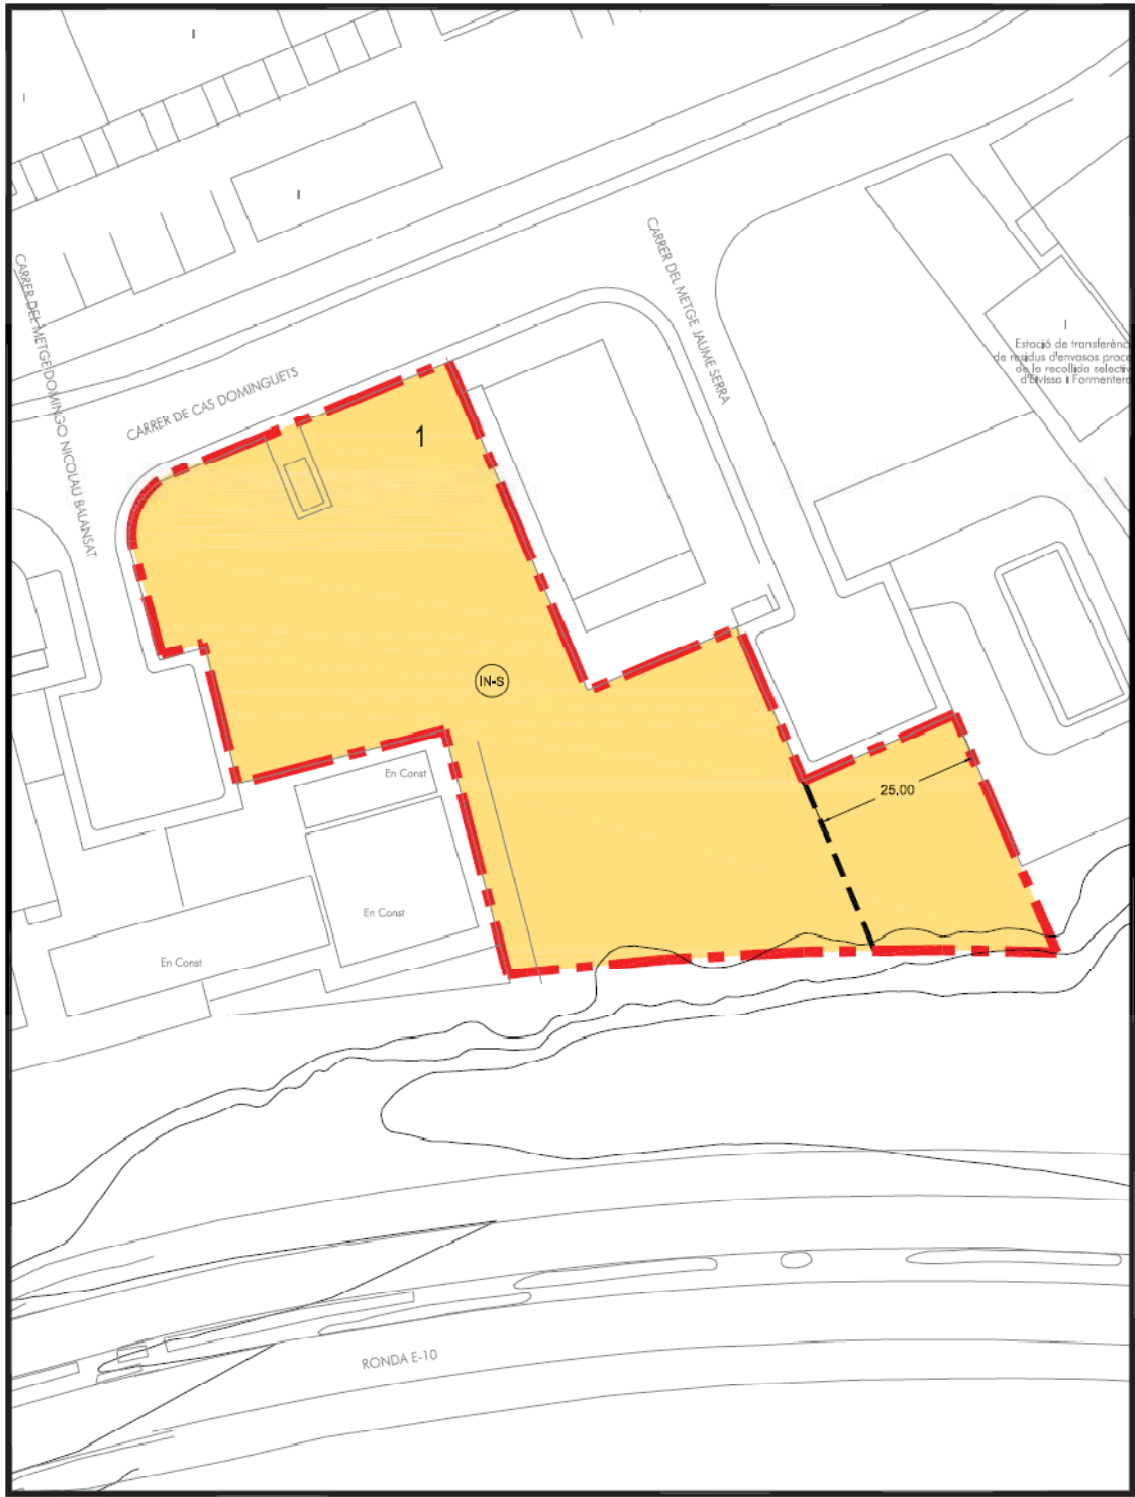 I
I
I
CARRER DEL METGE DOMINGO NICOLAU BALANSAT
CARRER DE CAS DOMINGUETS
CARRER DEL METGE JAUME SERRA
I
Estació de transferènc
de residus d'envasos proce
de la recollida selectiv
d'Eivissa i Formentera
1
IN-S
25,00
En Const
En Const
En Const
RONDA E-10